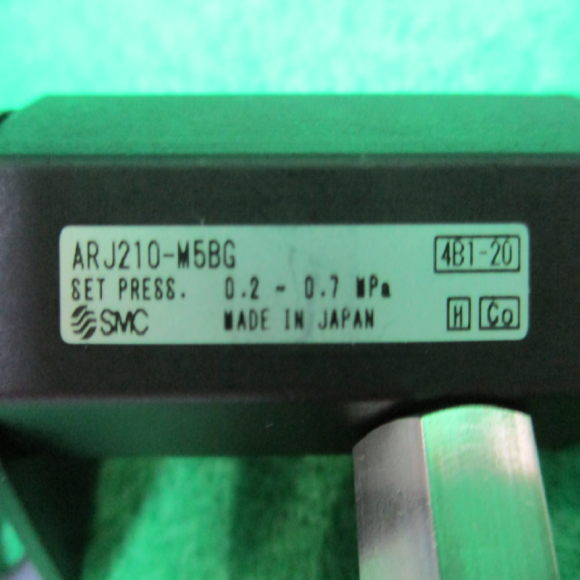 ARJ210-M5BG 4B1-20
SET PRESS. 0.2 - 0.7 MPa
SMC MADE IN JAPAN H Co